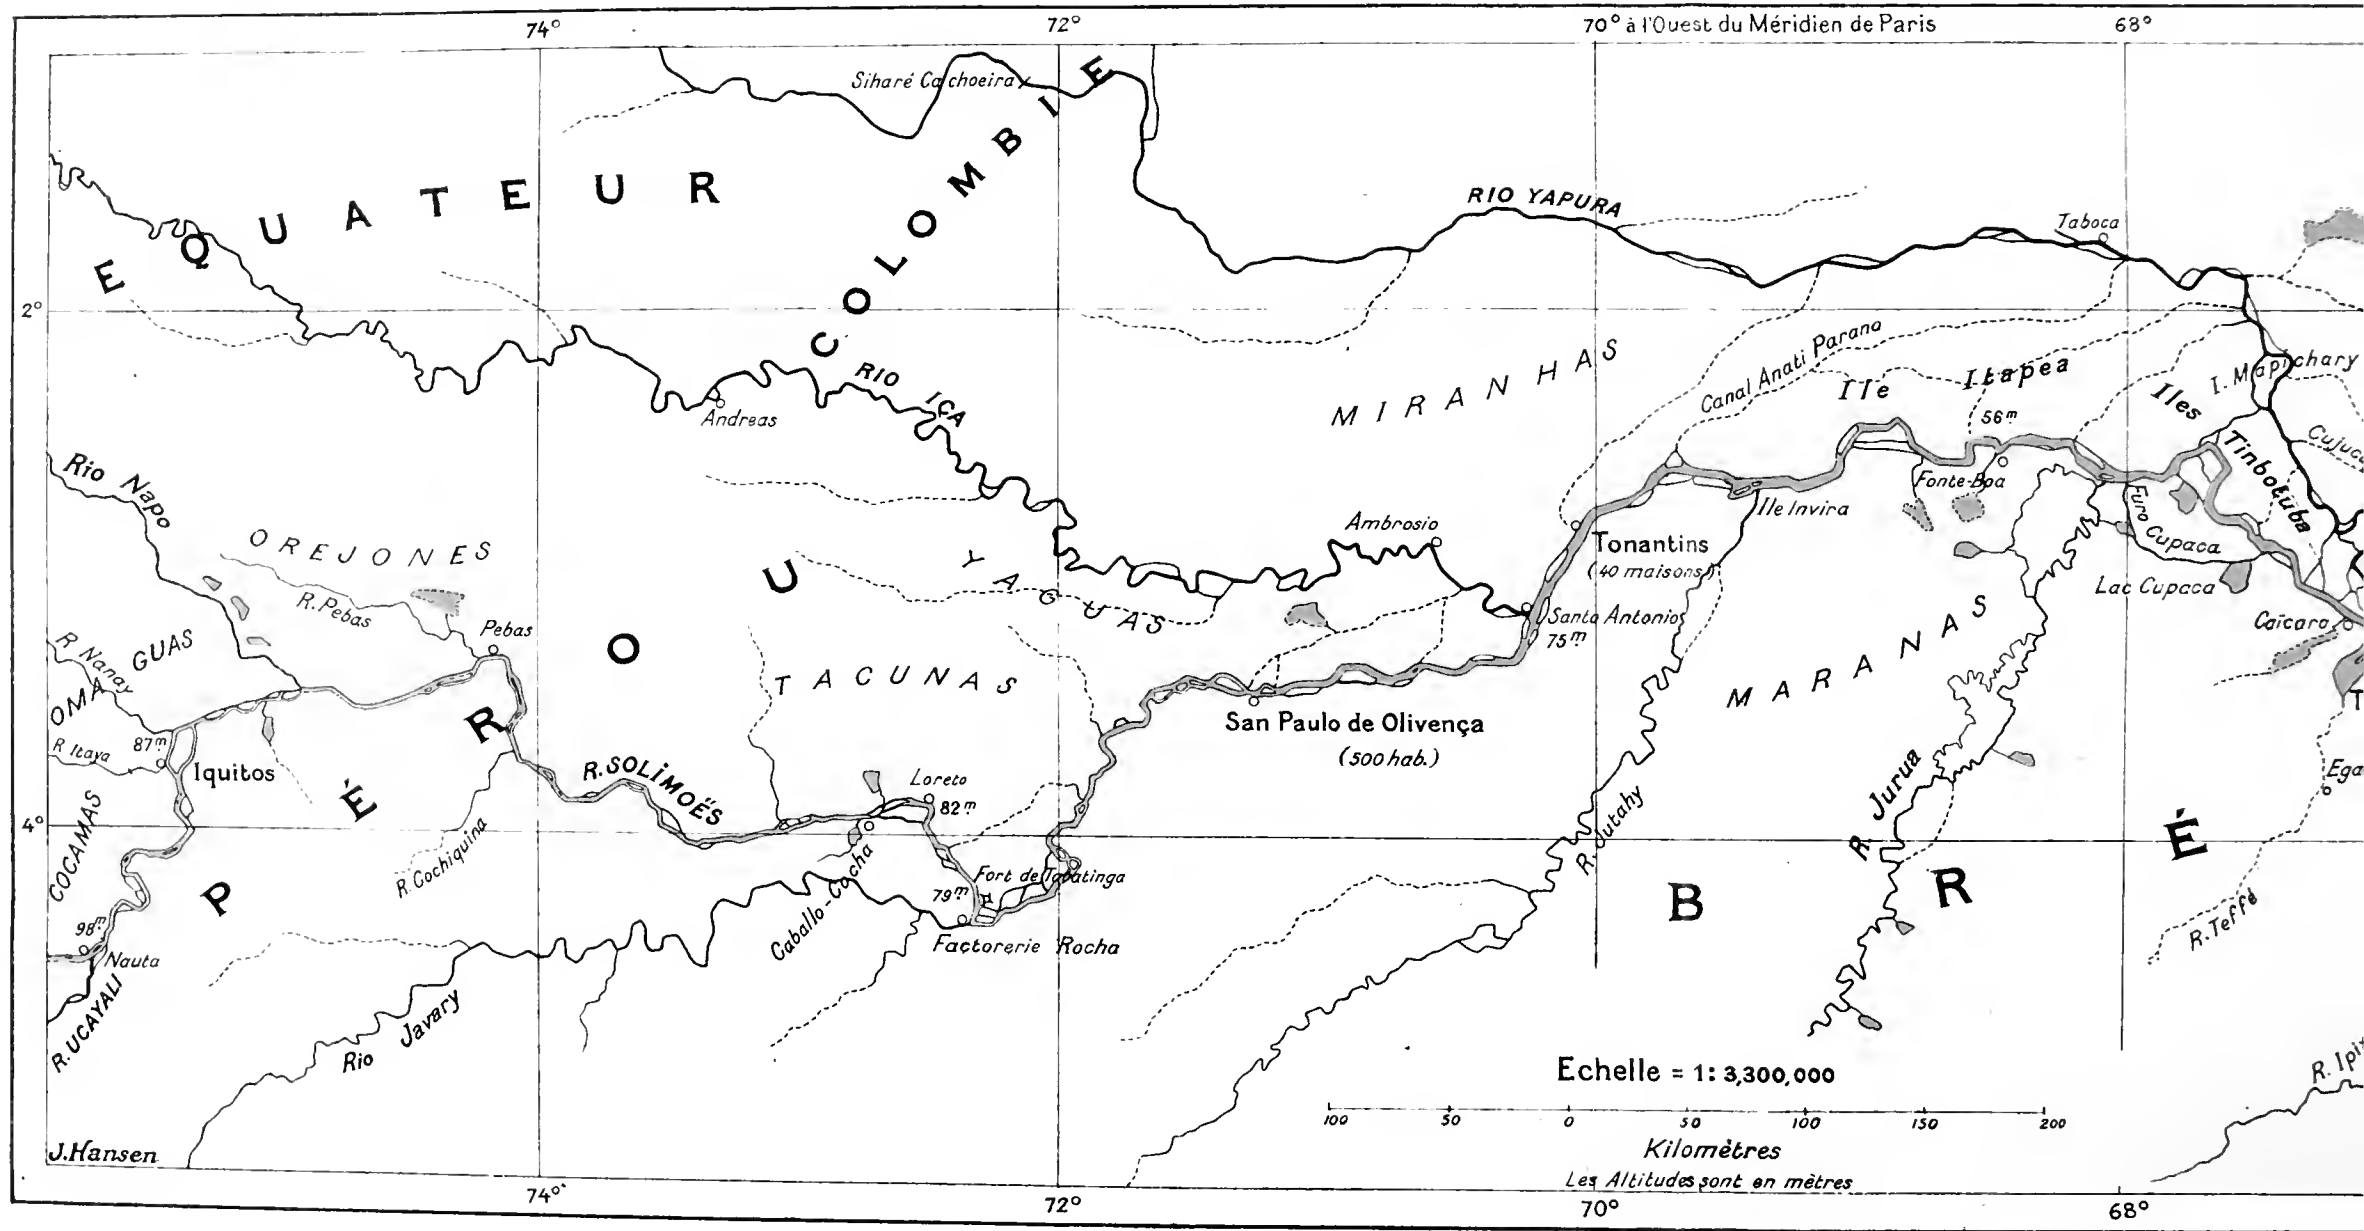 74° 72° 70° à l'Ouest du Méridien de Paris 68°
Siharé Cachoeira
EQUATEUR
COLOMBIE
RIO YAPURA
Taboca
2°
RIO IÇA
Andreas
MIRANHAS
Canal Anati Parana
Ile Itapea
56m
I. Mapichary
Iles Tinbotuba
Rio Napo
OREJONES
R. Pebas
Pebas
YAGUAS
Ambrosio
Tonantins
(40 maisons)
Ile Invira
Fonte-Boa
Furo Cupaca
Lac Cupaca
Caïcara
Santa Antonio
75m
R. Nanay
OMAGUAS
R. Itaya
87m
Iquitos
TACUNAS
San Paulo de Olivença
(500 hab.)
MARANAS
R. Jurua
R. Jutahy
Ega
R. SOLIMOËS
Loreto
82m
4°
COCAMAS
R. Cochiquina
Caballo-Cocha
Fort de Tabatinga
79m
Factorerie Rocha
PÉROU
BRÉ
R. Teffé
98m
Nauta
R. UCAYALI
Rio Javary
Echelle = 1: 3,300,000
100 50 0 50 100 150 200
Kilomètres
Les Altitudes sont en mètres
J. Hansen
74° 72° 70° 68°